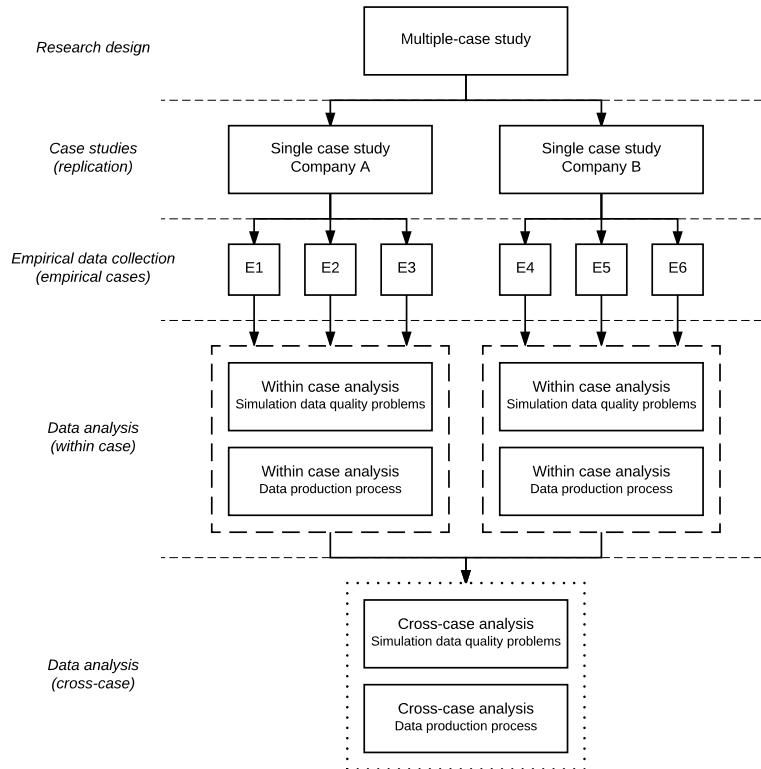 Research design
Multiple-case study
Case studies
(replication)
Single case study
Company A
Single case study
Company B
Empirical data collection
(empirical cases)
E1
E2
E3
E4
E5
E6
Data analysis
(within case)
Within case analysis
Simulation data quality problems
Within case analysis
Data production process
Within case analysis
Simulation data quality problems
Within case analysis
Data production process
Data analysis
(cross-case)
Cross-case analysis
Simulation data quality problems
Cross-case analysis
Data production process